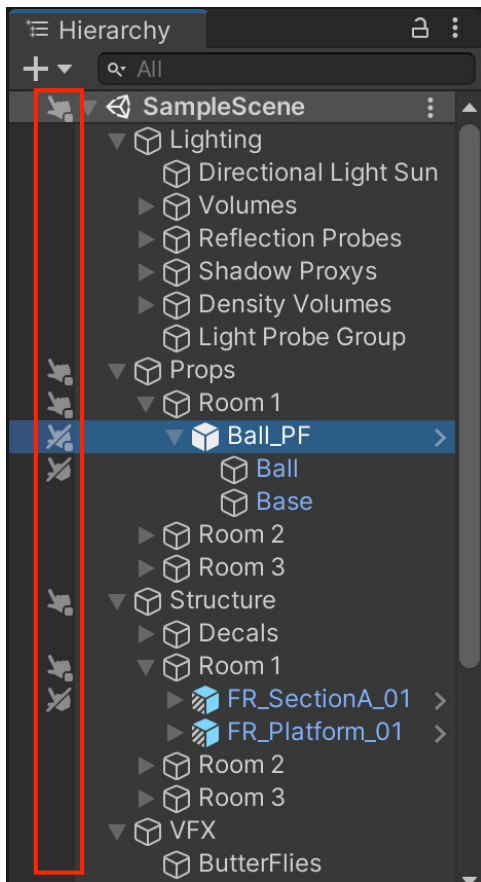 Hierarchy
All
SampleScene
Lighting
Directional Light Sun
Volumes
Reflection Probes
Shadow Proxys
Density Volumes
Light Probe Group
Props
Room 1
Ball_PF
Ball
Base
Room 2
Room 3
Structure
Decals
Room 1
FR_SectionA_01
FR_Platform_01
Room 2
Room 3
VFX
ButterFlies